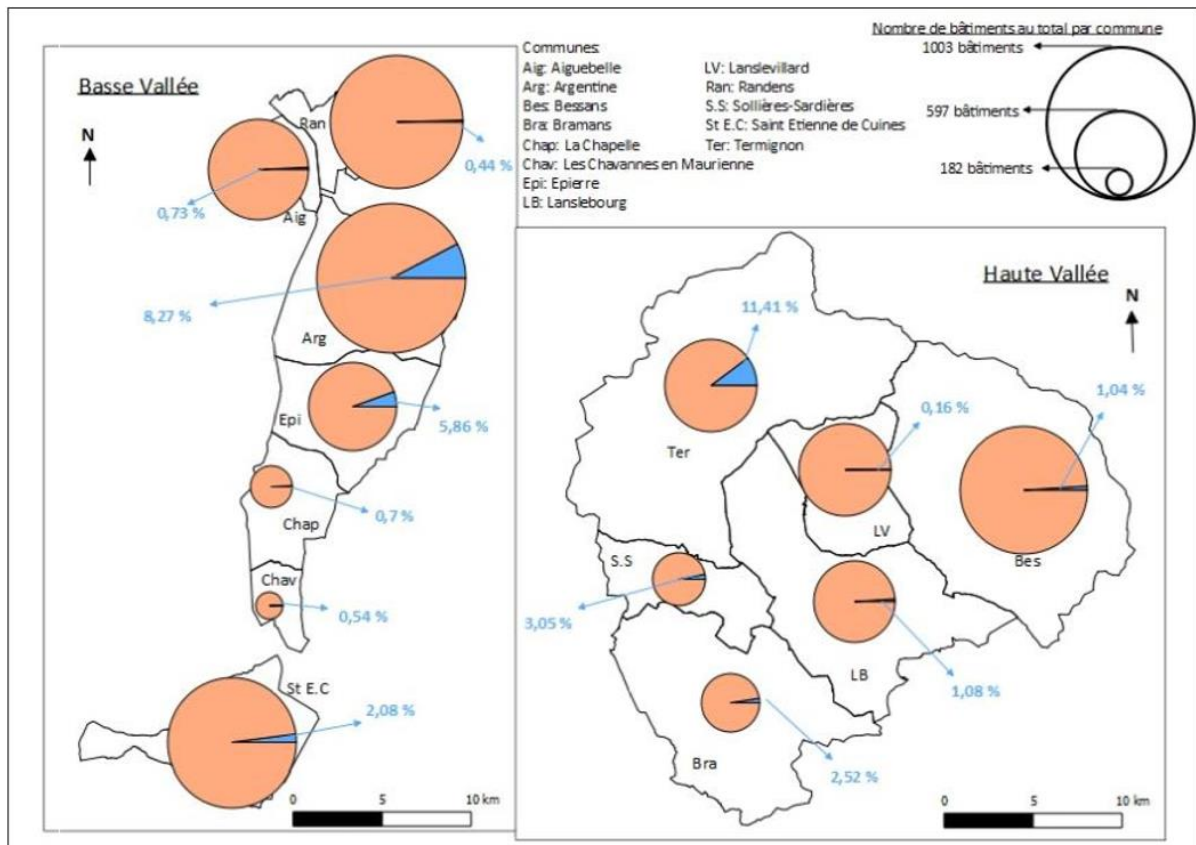 Nombre de bâtiments au total par commune
1003 bâtiments
597 bâtiments
182 bâtiments
Communes:
Aig: Aiguebelle
Arg: Argentine
Bes: Bessans
Bra: Bramans
Chap: La Chapelle
Chav: Les Chavannes en Maurienne
Epi: Epierre
LB: Lanslebourg
LV: Lanslevillard
Ran: Randens
S.S: Sollières-Sardières
St E.C: Saint Etienne de Cuines
Ter: Termignon
Basse Vallée
N
Ran
0,44 %
0,73 %
Aig
8,27 %
Arg
Epi
5,86 %
0,7 %
Chap
Chav
0,54 %
St E.C
2,08 %
0 5 10 km
Haute Vallée
N
11,41 %
1,04 %
0,16 %
Ter
LV
Bes
S.S
3,05 %
LB
1,08 %
Bra
2,52 %
0 5 10 km